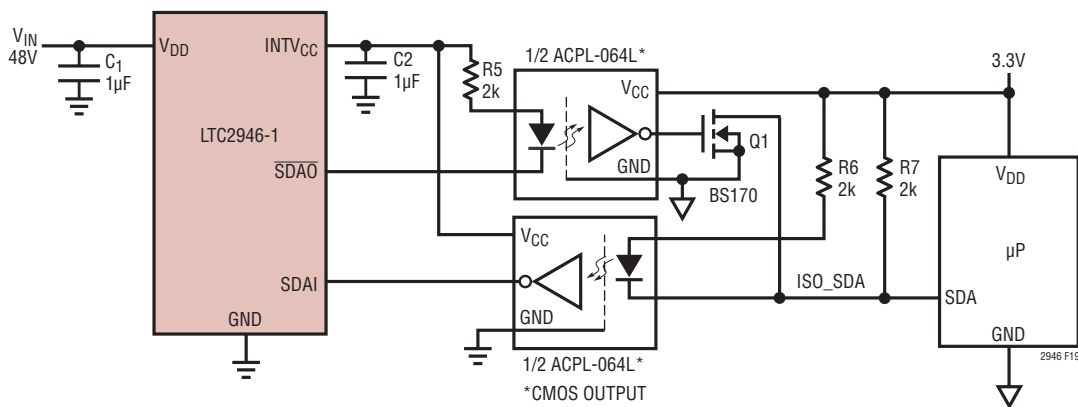 VIN
48V
C1
1µF
VDD
INTVCC
LTC2946-1
SDAO
SDAI
GND
C2
1µF
R5
2k
1/2 ACPL-064L*
VCC
GND
Q1
BS170
R6
2k
R7
2k
3.3V
VDD
µP
SDA
GND
ISO_SDA
VCC
GND
1/2 ACPL-064L*
*CMOS OUTPUT
2946 F19